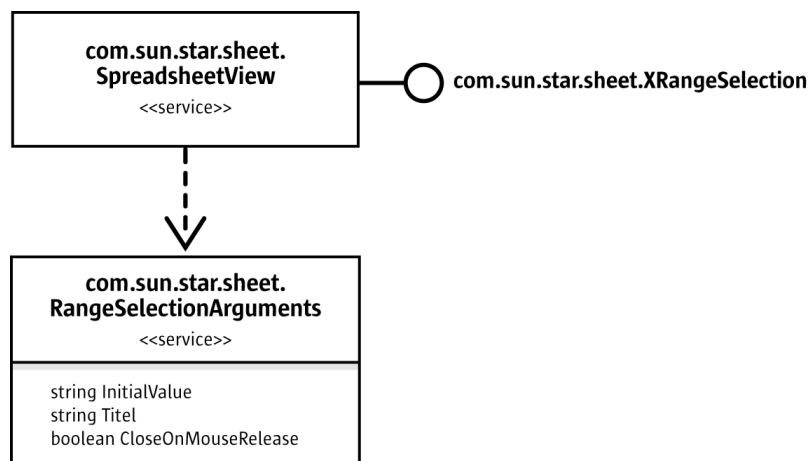 com.sun.star.sheet.
SpreadsheetView
<<service>>
com.sun.star.sheet.XRangeSelection
com.sun.star.sheet.
RangeSelectionArguments
<<service>>
string InitialValue
string Titel
boolean CloseOnMouseRelease